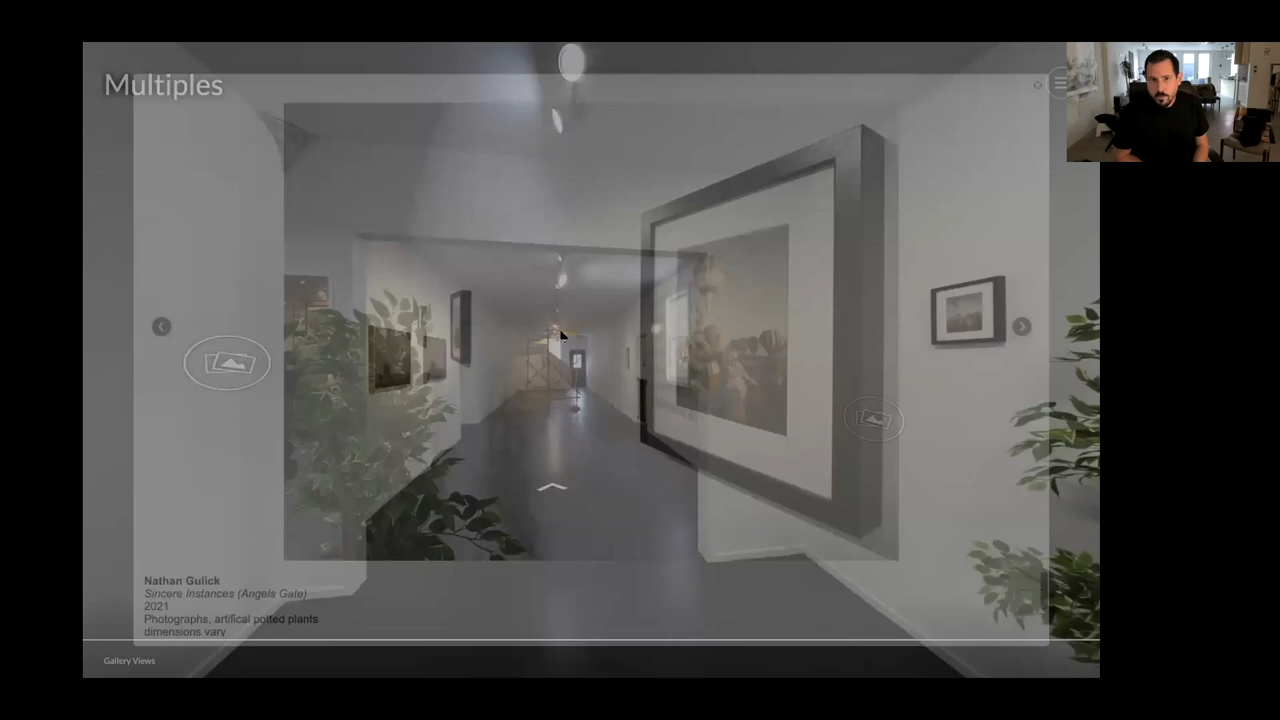 Multiples
Nathan Gulick
Sincere Instances (Angels Gate)
2021
Photographs, artifical potted plants
dimensions vary
Gallery Views